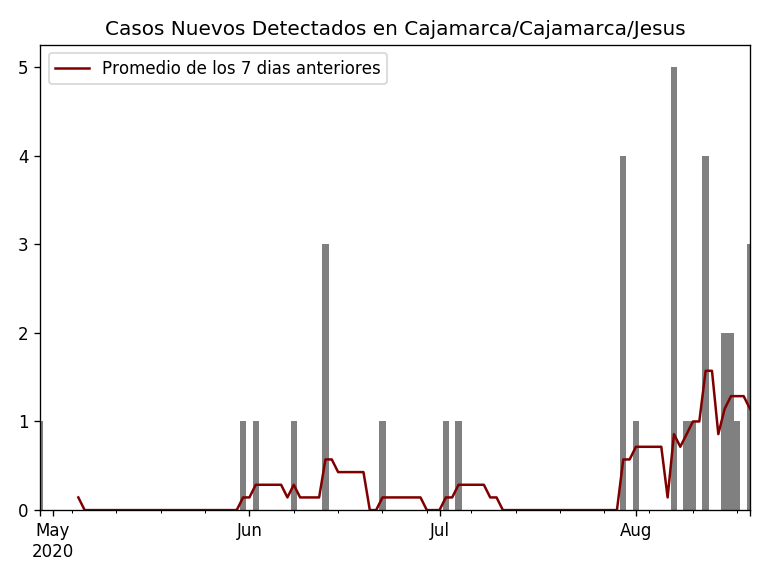 Casos Nuevos Detectados en Cajamarca/Cajamarca/Jesus
Promedio de los 7 dias anteriores
5
4
3
2
1
0
May Jun Jul Aug
2020